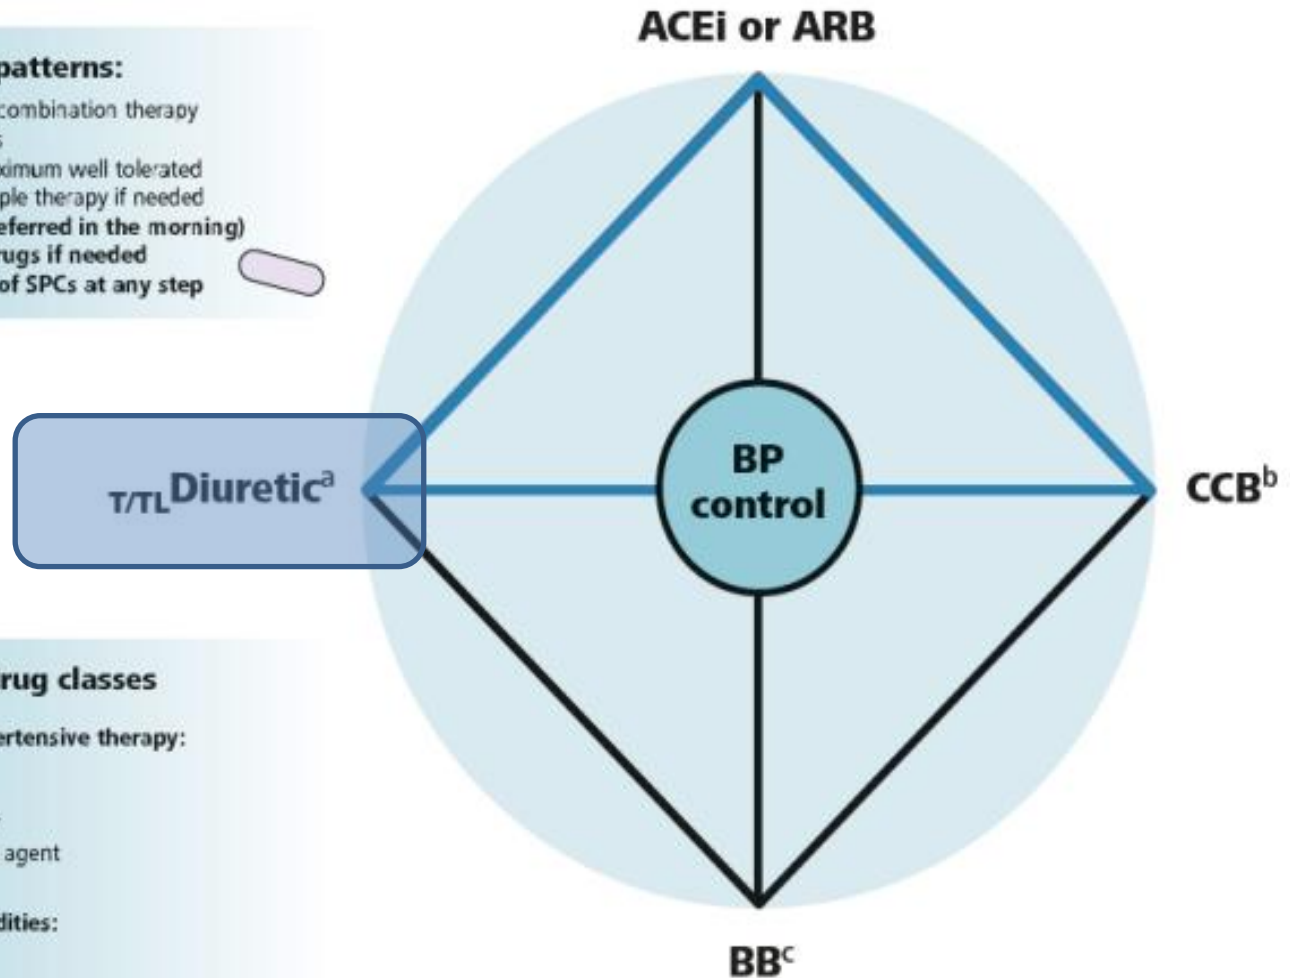 ACEi or ARB
patterns:
combination therapy
s
ximum well tolerated
ple therapy if needed
eferred in the morning)
rugs if needed
of SPCs at any step
BP
control
T/TLDiuretica
CCBb
rug classes
ertensive therapy:
agent
dities:
BBc